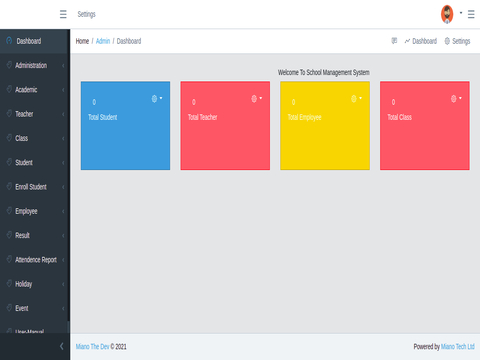 Settings
Dashboard
Home / Admin / Dashboard
Dashboard
Settings
Administration
Academic
Teacher
Class
Student
Enroll Student
Employee
Result
Attendence Report
Holiday
Event
User-Manual
Welcome To School Management System
0
Total Student
0
Total Teacher
0
Total Employee
0
Total Class
Miano The Dev © 2021
Powered by Miano Tech Ltd